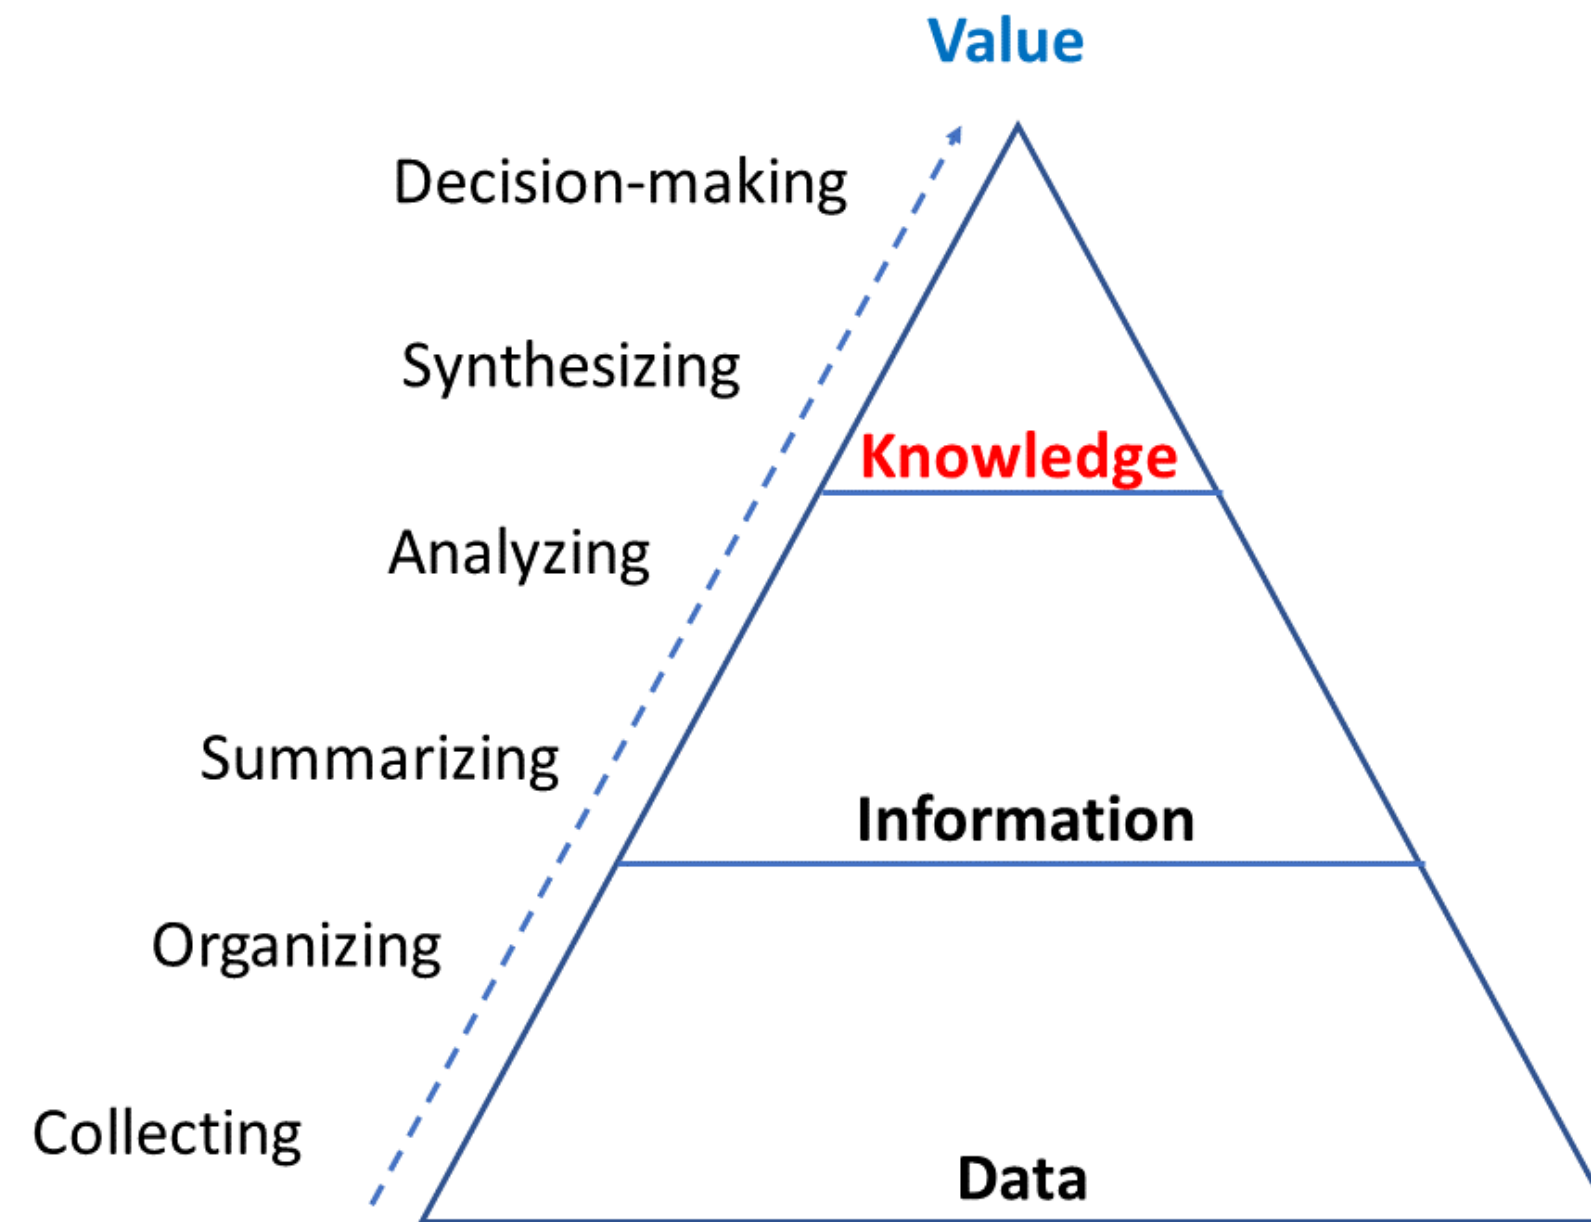 Value
Decision-making
Synthesizing
Knowledge
Analyzing
Summarizing
Information
Organizing
Collecting
Data